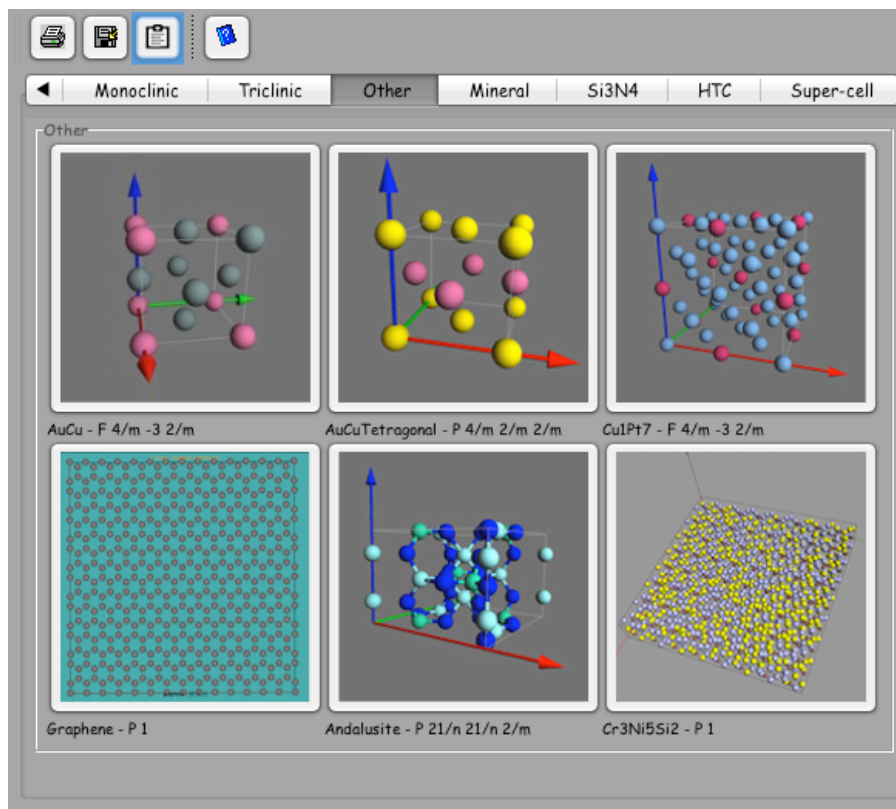 Monoclinic Triclinic Other Mineral Si3N4 HTC Super-cell
Other
AuCu - F 4/m -3 2/m
AuCuTetragonal - P 4/m 2/m 2/m
Cu1Pt7 - F 4/m -3 2/m
Graphene - P 1
Andalusite - P 21/n 21/n 2/m
Cr3Ni5Si2 - P 1